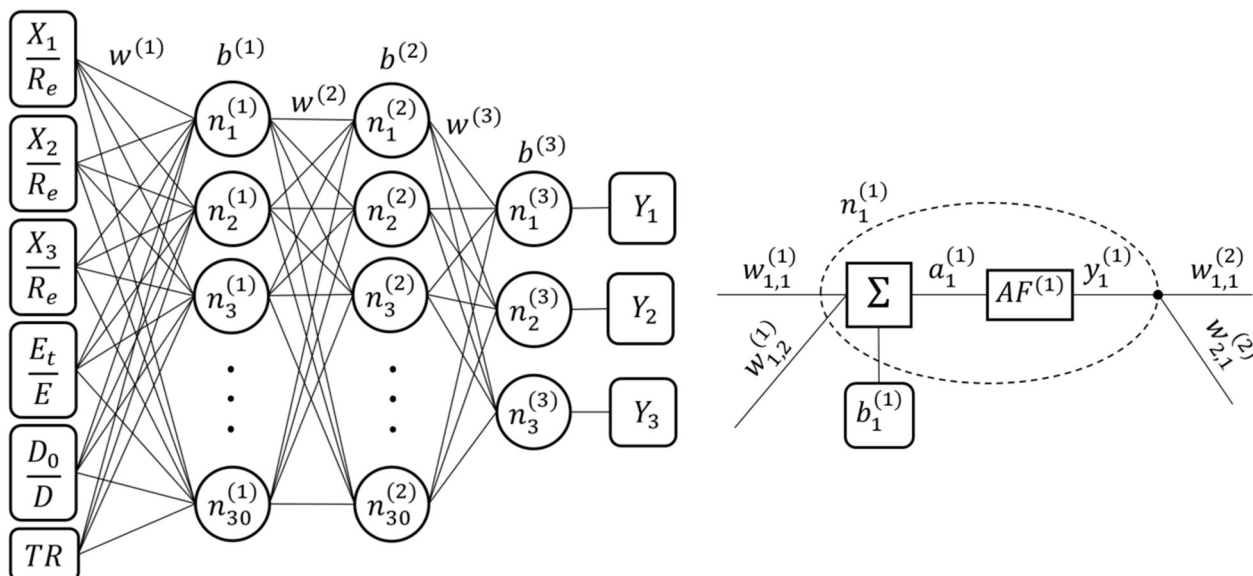 X₁/Rₑ
X₂/Rₑ
X₃/Rₑ
Eₜ/E
D₀/D
TR
w⁽¹⁾
b⁽¹⁾
n₁⁽¹⁾
n₂⁽¹⁾
n₃⁽¹⁾
n₃₀⁽¹⁾
w⁽²⁾
b⁽²⁾
n₁⁽²⁾
n₂⁽²⁾
n₃⁽²⁾
n₃₀⁽²⁾
w⁽³⁾
b⁽³⁾
n₁⁽³⁾
n₂⁽³⁾
n₃⁽³⁾
Y₁
Y₂
Y₃
n₁⁽¹⁾
w₁,₁⁽¹⁾
w₁,₂⁽¹⁾
Σ
b₁⁽¹⁾
a₁⁽¹⁾
AF⁽¹⁾
y₁⁽¹⁾
w₁,₁⁽²⁾
w₂,₁⁽²⁾